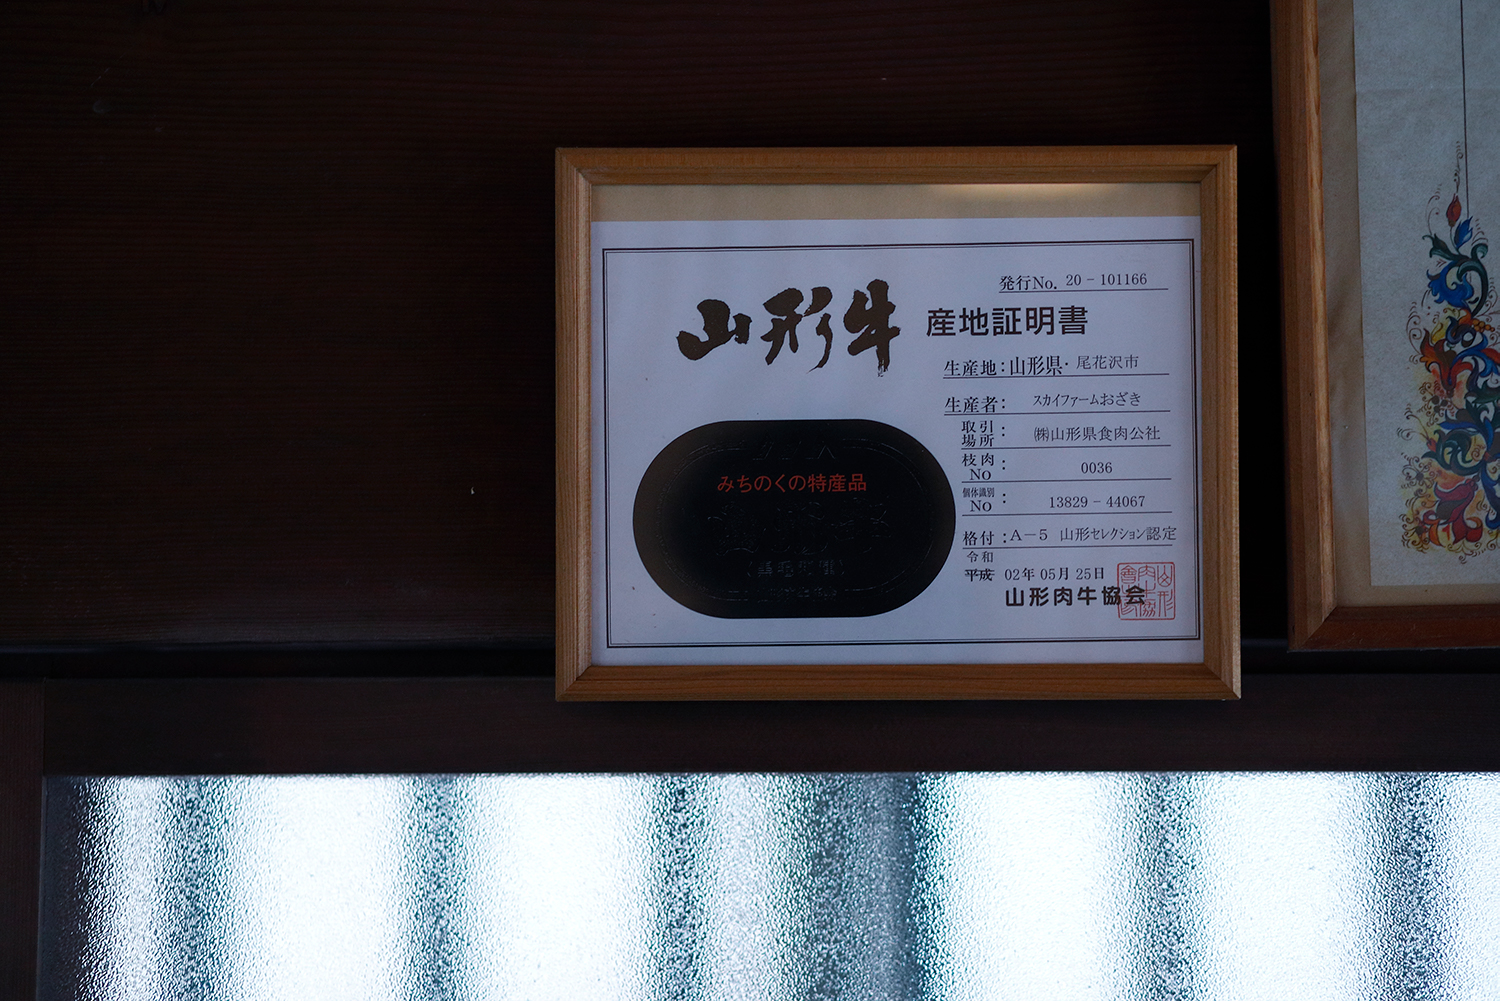 発行No. 20－101166
山形牛 産地証明書
生産地：山形県・尾花沢市
生産者：スカイファームおざき
取引場所：㈱山形県食肉公社
枝肉No：0036
個体識別No：13829－44067
格付：A－5 山形セレクション認定
令和
平成 02年 05月 25日
山形肉牛協会
みちのくの特産品